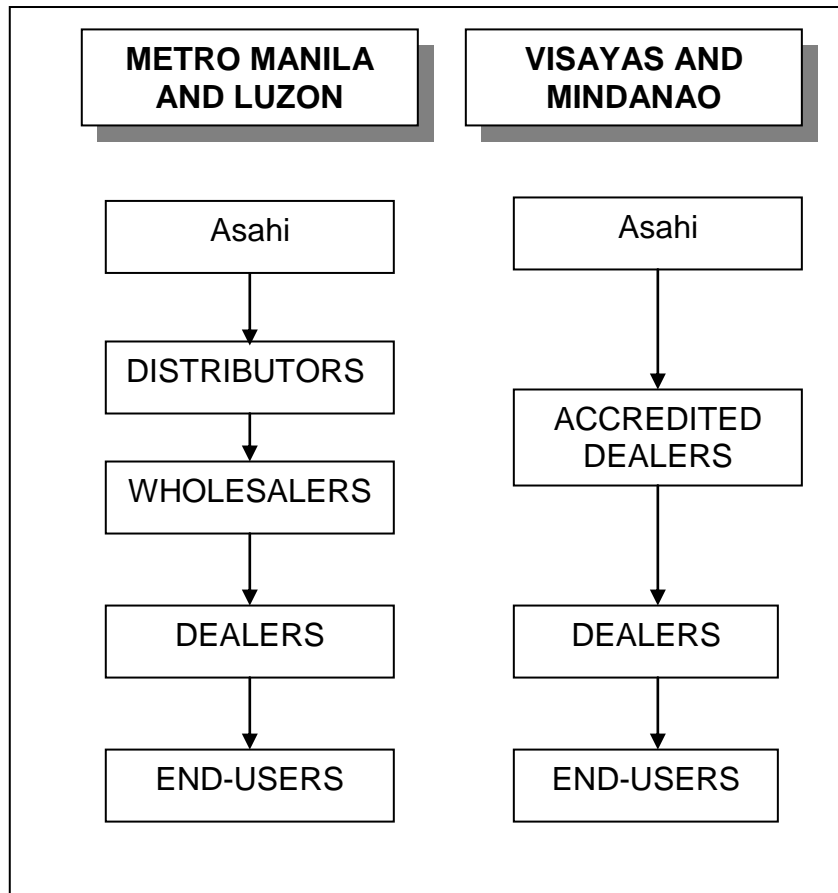 METRO MANILA
AND LUZON
Asahi
DISTRIBUTORS
WHOLESALERS
DEALERS
END-USERS
VISAYAS AND
MINDANAO
Asahi
ACCREDITED
DEALERS
DEALERS
END-USERS